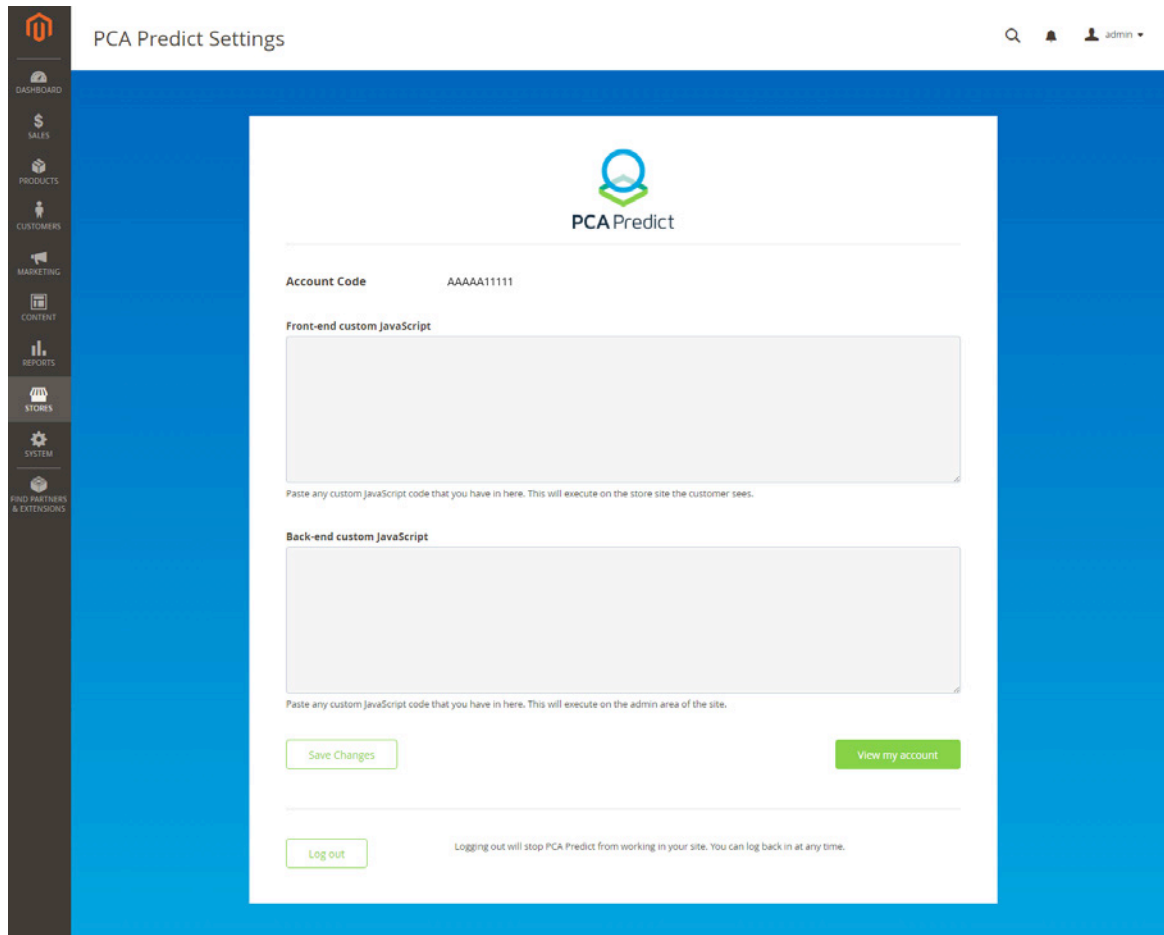 PCA Predict Settings
admin
DASHBOARD
SALES
PRODUCTS
CUSTOMERS
MARKETING
CONTENT
REPORTS
STORES
SYSTEM
FIND PARTNERS
& EXTENSIONS
PCA Predict
Account Code AAAAA11111
Front-end custom JavaScript
Paste any custom JavaScript code that you have in here. This will execute on the store site the customer sees.
Back-end custom JavaScript
Paste any custom JavaScript code that you have in here. This will execute on the admin area of the site.
Save Changes View my account
Log out Logging out will stop PCA Predict from working in your site. You can log back in at any time.